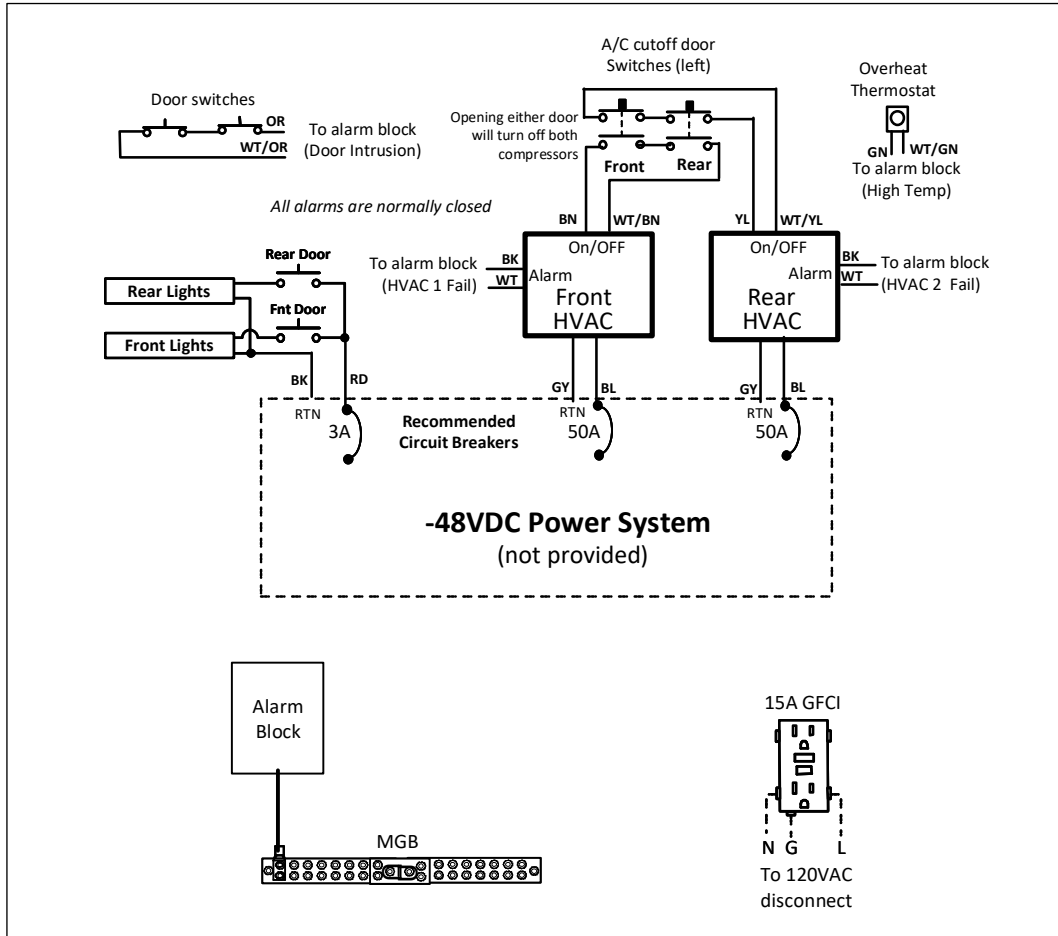 A/C cutoff door
Switches (left)
Overheat
Thermostat
Door switches
OR
WT/OR
To alarm block
(Door Intrusion)
Opening either door
will turn off both
compressors
Front
Rear
GN
WT/GN
To alarm block
(High Temp)
All alarms are normally closed
BN
WT/BN
YL
WT/YL
On/OFF
On/OFF
To alarm block
(HVAC 1 Fail)
BK
WT
Alarm
Front
HVAC
Rear
HVAC
Alarm
BK
WT
To alarm block
(HVAC 2 Fail)
Rear Door
Rear Lights
Fnt Door
Front Lights
BK
RD
GY
BL
GY
BL
RTN
3A
Recommended
Circuit Breakers
RTN
50A
RTN
50A
-48VDC Power System
(not provided)
Alarm
Block
MGB
15A GFCI
N G L
To 120VAC
disconnect